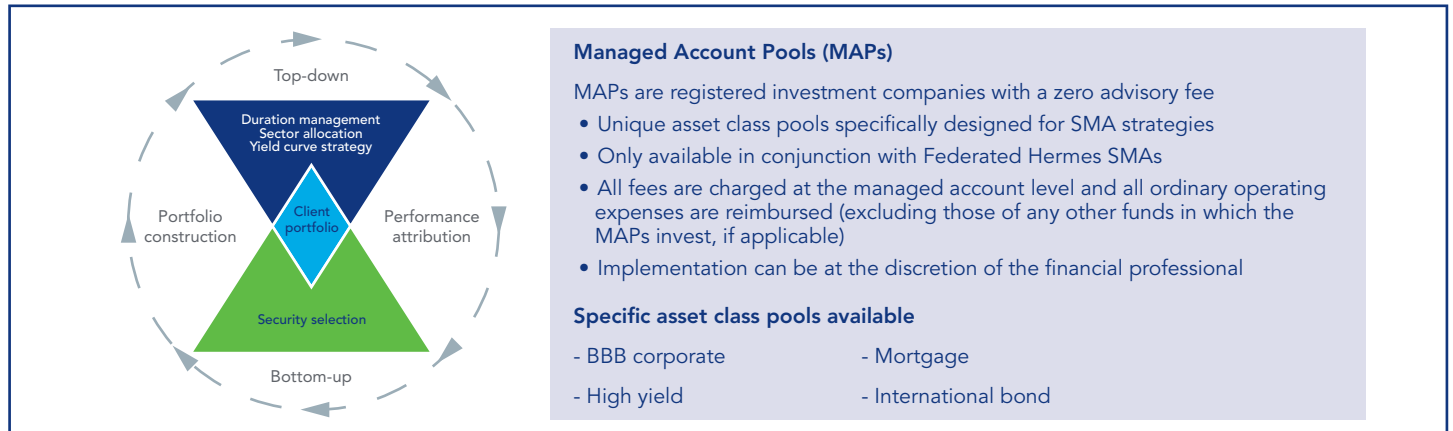 Top-down
Duration management
Sector allocation
Yield curve strategy
Portfolio
construction
Client
portfolio
Performance
attribution
Security selection
Bottom-up
Managed Account Pools (MAPs)
MAPs are registered investment companies with a zero advisory fee
• Unique asset class pools specifically designed for SMA strategies
• Only available in conjunction with Federated Hermes SMAs
• All fees are charged at the managed account level and all ordinary operating
expenses are reimbursed (excluding those of any other funds in which the
MAPs invest, if applicable)
• Implementation can be at the discretion of the financial professional
Specific asset class pools available
- BBB corporate
- Mortgage
- High yield
- International bond